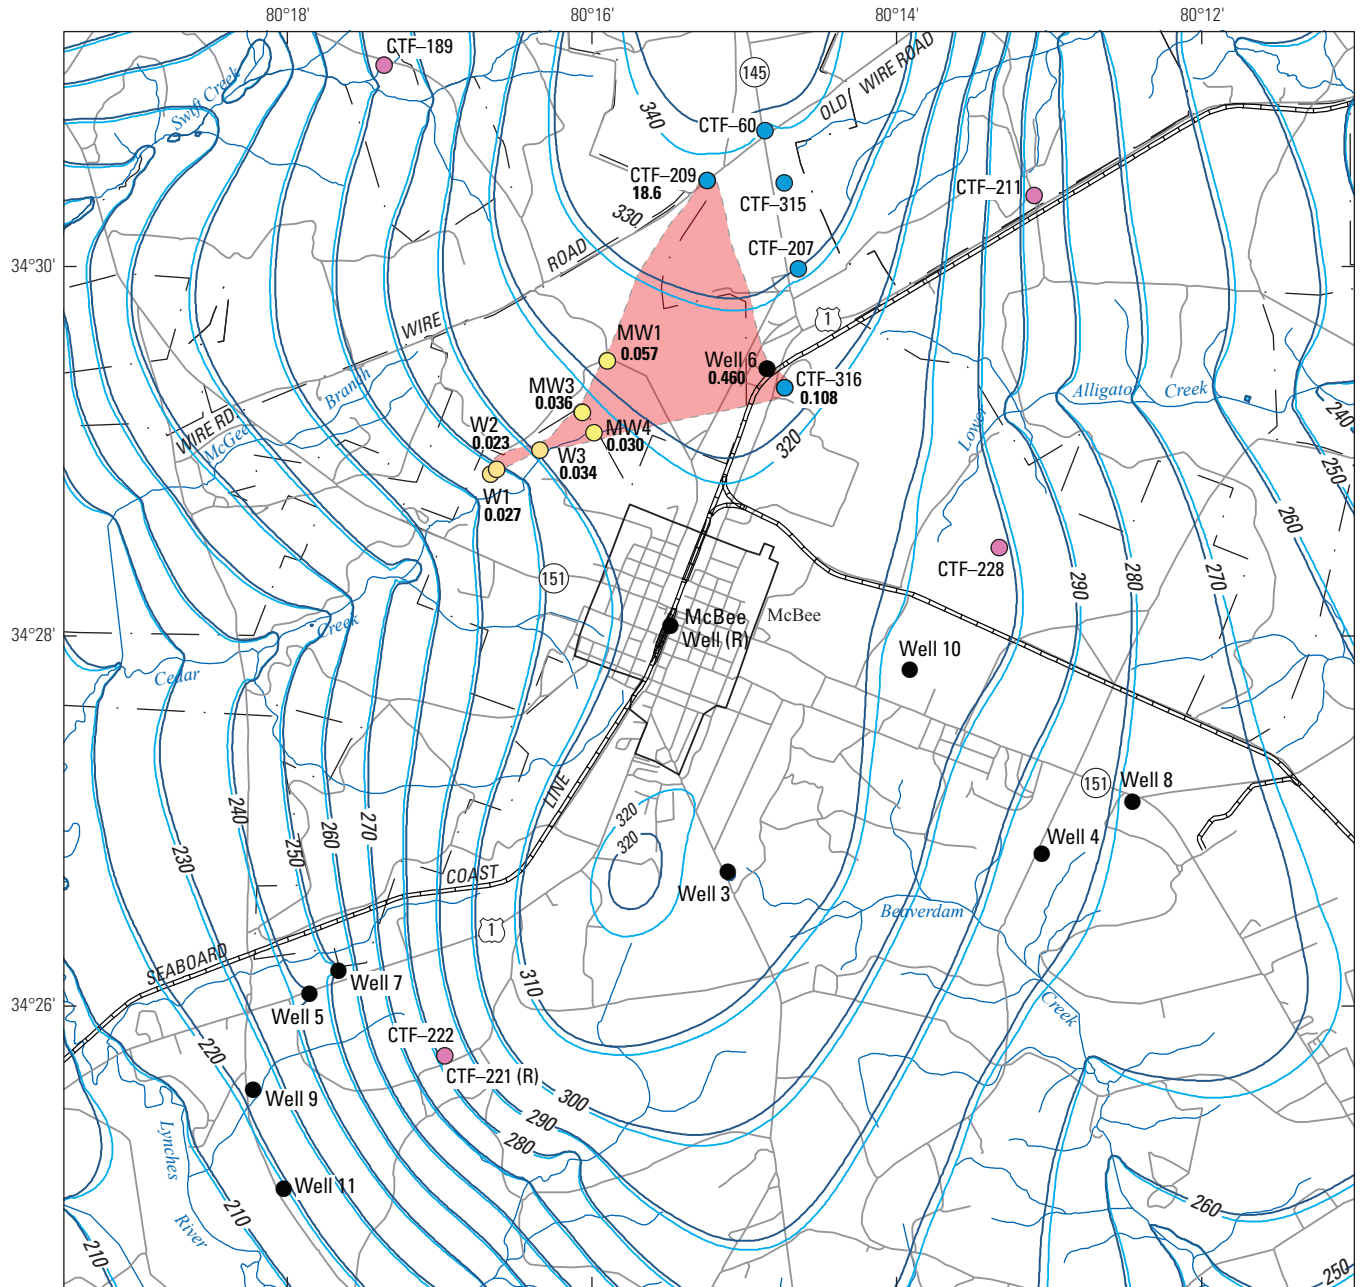 80°18'
80°16'
80°14'
80°12'
CTF–189
145
OLD WIRE ROAD
Swift Creek
340
CTF–60
CTF–209
18.6
CTF–315
CTF–211
330
ROAD
CTF–207
34°30'
WIRE
1
MW1
0.057
Well 6
0.460
CTF–316
0.108
Branch
MW3
0.036
Alligator
Creek
240
WIRE RD.
McGee
W2
0.023
MW4
0.030
Lower
320
W3
0.034
250
W1
0.027
260
CTF–228
151
290
280
270
34°28'
Creek
McBee
Well (R)
McBee
Cedar
Well 10
LINE
151
Well 8
240
250
260
270
320
320
230
Well 4
COAST
Well 3
Beaverdam
1
SEABOARD
310
Well 7
34°26'
Well 5
Creek
CTF–222
220
CTF–221 (R)
Well 9
300
290
280
Lynches
Well 11
260
210
River
210
250